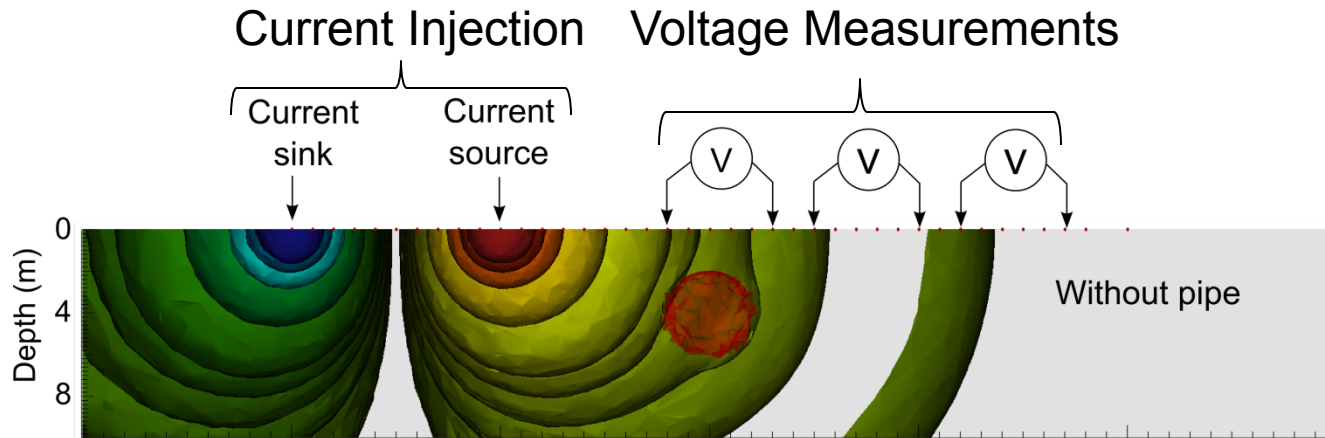 Current Injection
Voltage Measurements
Current
sink
Current
source
V
V
V
0
4
8
Depth (m)
Without pipe